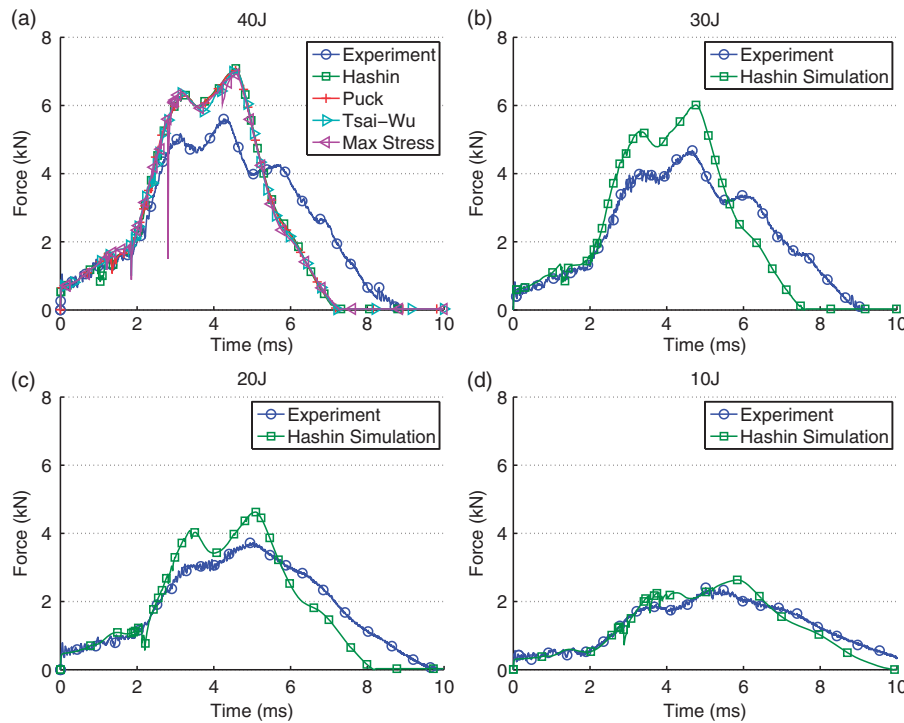 (a) 40J
Force (kN)
8
6
4
2
0
Experiment
Hashin
Puck
Tsai−Wu
Max Stress
0 2 4 6 8 10
Time (ms)
(b) 30J
Force (kN)
8
6
4
2
0
Experiment
Hashin Simulation
0 2 4 6 8 10
Time (ms)
(c) 20J
Force (kN)
8
6
4
2
0
Experiment
Hashin Simulation
0 2 4 6 8 10
Time (ms)
(d) 10J
Force (kN)
8
6
4
2
0
Experiment
Hashin Simulation
0 2 4 6 8 10
Time (ms)